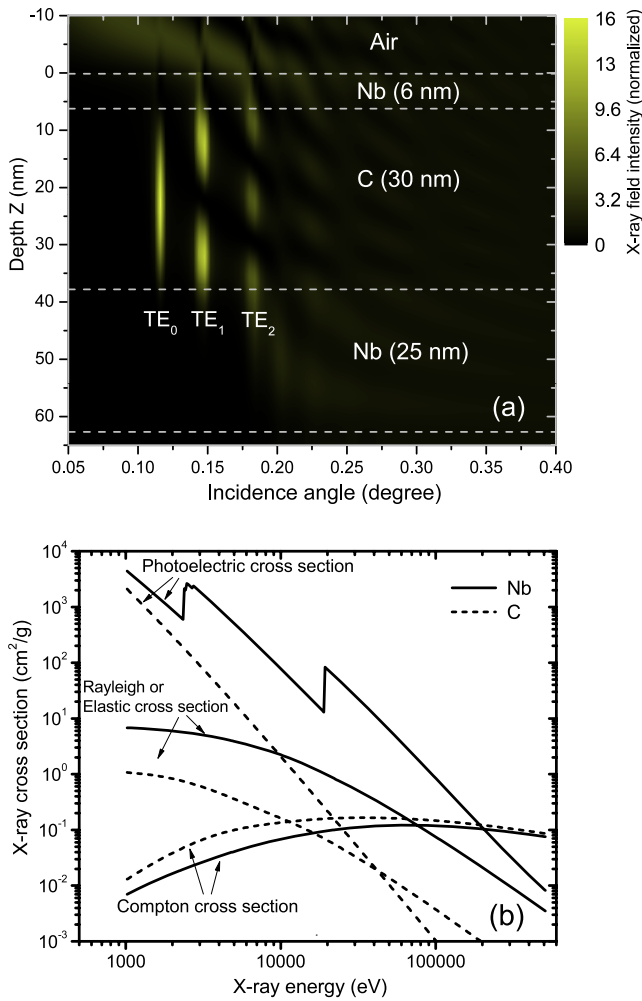 -10
0
10
20
30
40
50
60
Depth Z (nm)
Air
Nb (6 nm)
C (30 nm)
Nb (25 nm)
TE0 TE1 TE2
(a)
0.05 0.10 0.15 0.20 0.25 0.30 0.35 0.40
Incidence angle (degree)
16
13
9.6
6.4
3.2
0
X-ray field intensity (normalized)
10^4
10^3
10^2
10^1
10^0
10^-1
10^-2
10^-3
X-ray cross section (cm^2/g)
Photoelectric cross section
Nb
C
Rayleigh or
Elastic cross section
Compton cross section
(b)
1000 10000 100000
X-ray energy (eV)